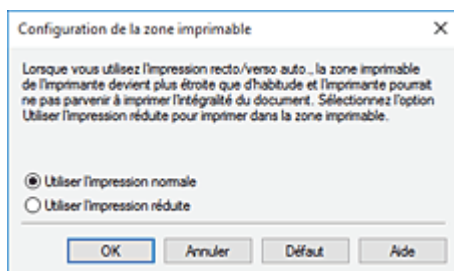 Configuration de la zone imprimable
Lorsque vous utilisez l'impression recto/verso auto., la zone imprimable
de l'imprimante devient plus étroite que d'habitude et l'imprimante pourrait
ne pas parvenir à imprimer l'intégralité du document. Sélectionnez l'option
Utiliser l'impression réduite pour imprimer dans la zone imprimable.
Utiliser l'impression normale
Utiliser l'impression réduite
OK Annuler Défaut Aide